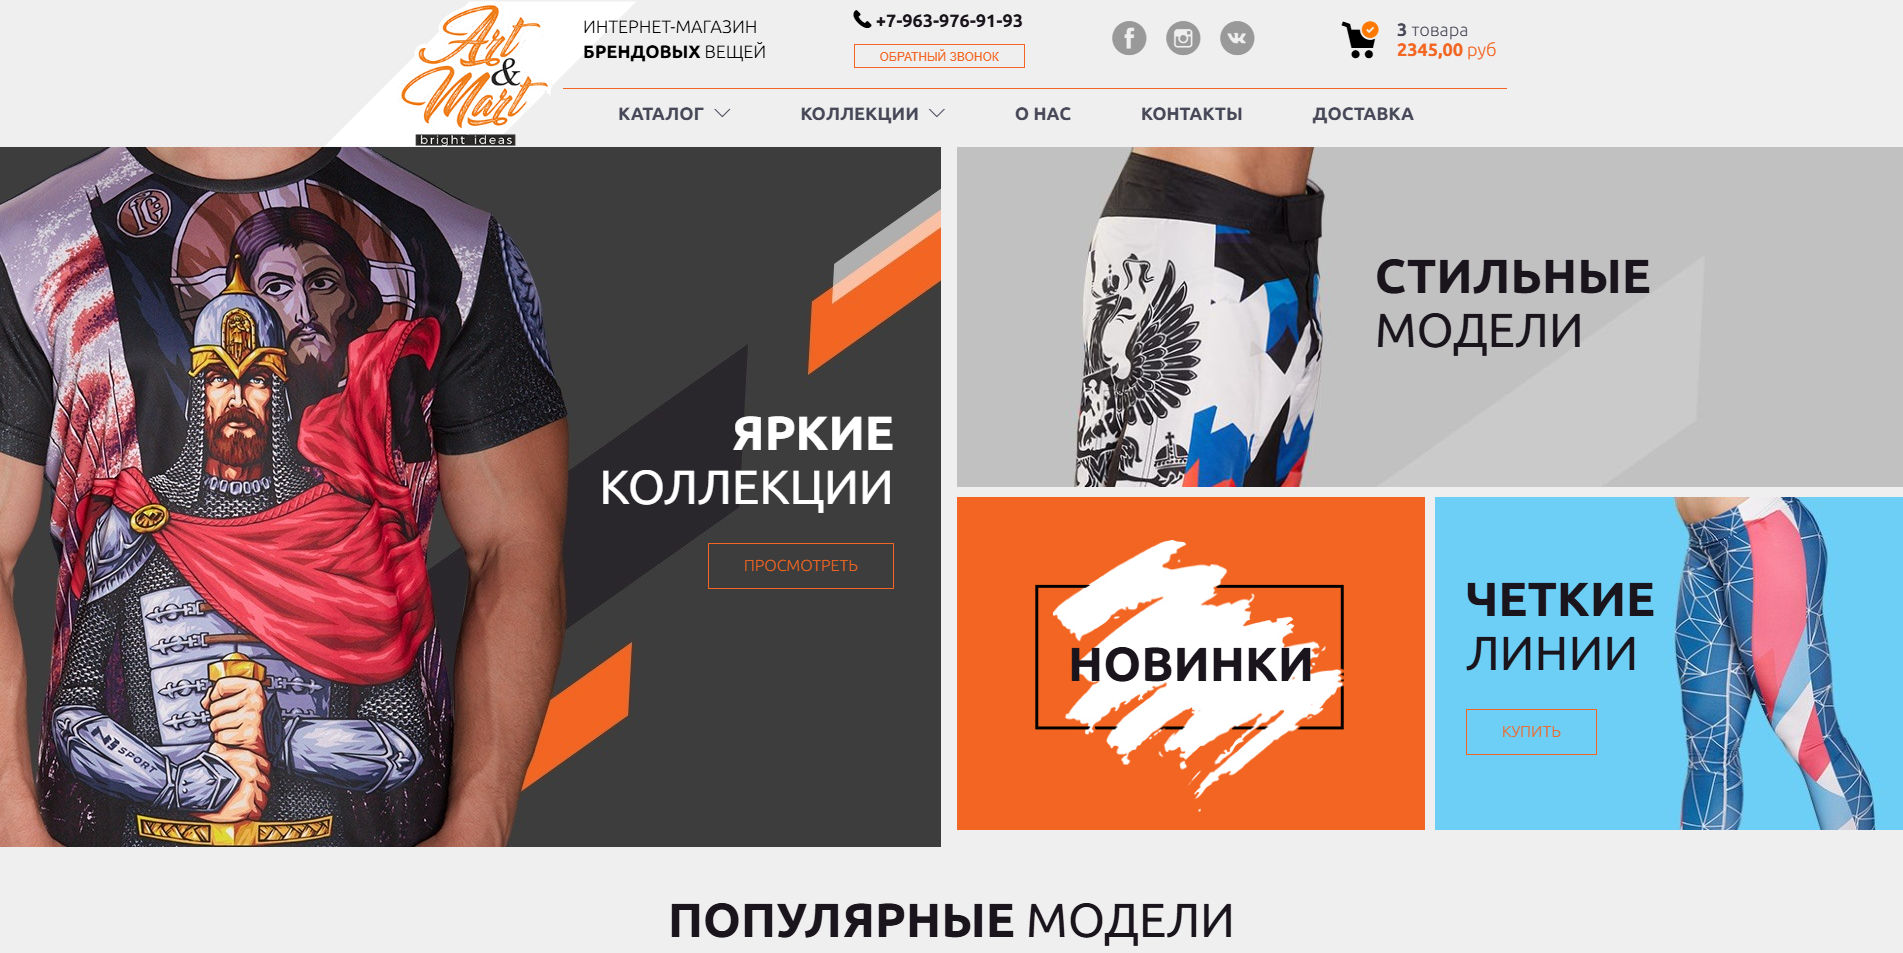 Art
&
Mart
bright ideas
ИНТЕРНЕТ-МАГАЗИН
БРЕНДОВЫХ ВЕЩЕЙ
+7-963-976-91-93
ОБРАТНЫЙ ЗВОНОК
3 товара
2345,00 руб
КАТАЛОГ
КОЛЛЕКЦИИ
О НАС
КОНТАКТЫ
ДОСТАВКА
ЯРКИЕ
КОЛЛЕКЦИИ
ПРОСМОТРЕТЬ
SPORT
СТИЛЬНЫЕ
МОДЕЛИ
НОВИНКИ
ЧЕТКИЕ
ЛИНИИ
КУПИТЬ
ПОПУЛЯРНЫЕ МОДЕЛИ